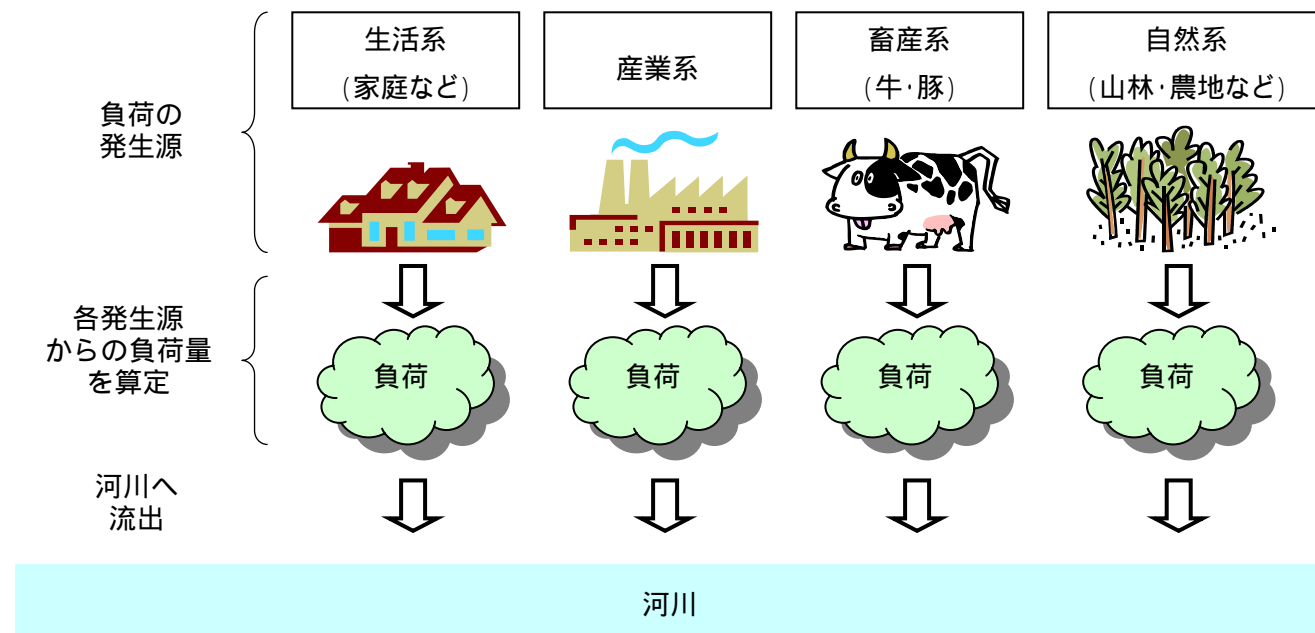 生活系
(家庭など)
産業系
畜産系
(牛・豚)
自然系
(山林・農地など)
負荷の
発生源
各発生源
からの負荷量
を算定
負荷
負荷
負荷
負荷
河川へ
流出
河川